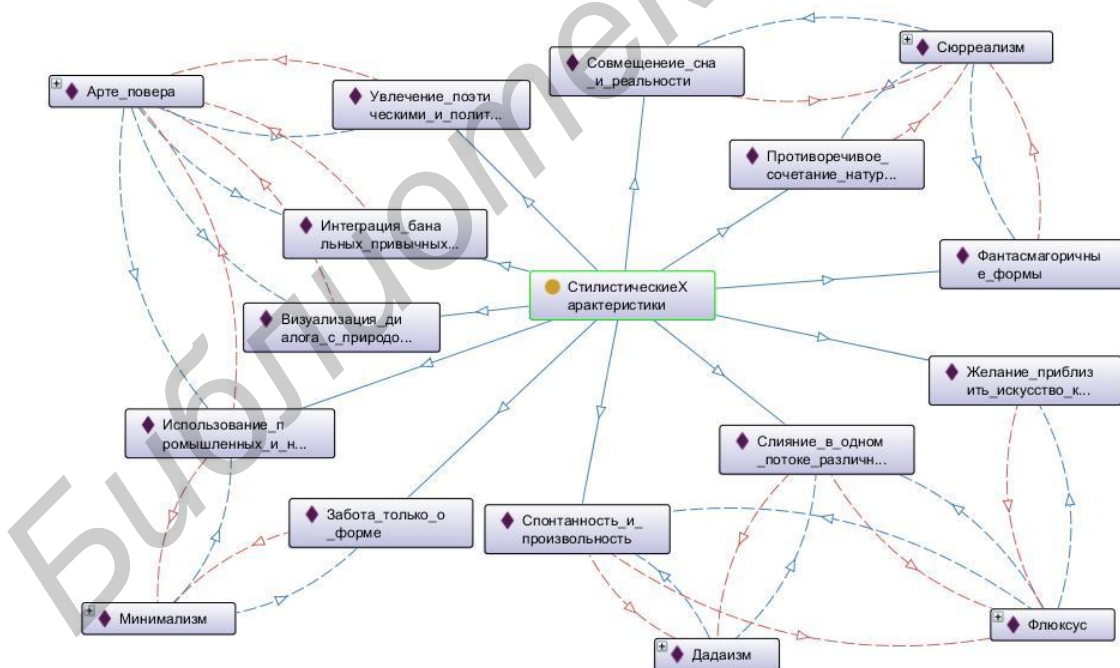 Сюрреализм
Совмещенеие_сна
_и_реальности
Арте_повера
Увлечение_поэти
ческими_и_полит...
Противоречивое_
сочетание_натур...
Интеграция_бана
льных_привычных...
Фантасмагоричны
е_формы
СтилистическиеХ
арактеристики
Визуализация_ди
алога_с_природо...
Желание_приблиз
ить_искусство_к...
Использование_п
ромышленных_и_н...
Слияние_в_одном
_потоке_различн...
Забота_только_о
_форме
Спонтанность_и_
произвольность
Минимализм
Флюксус
Дадаизм
Библиотек